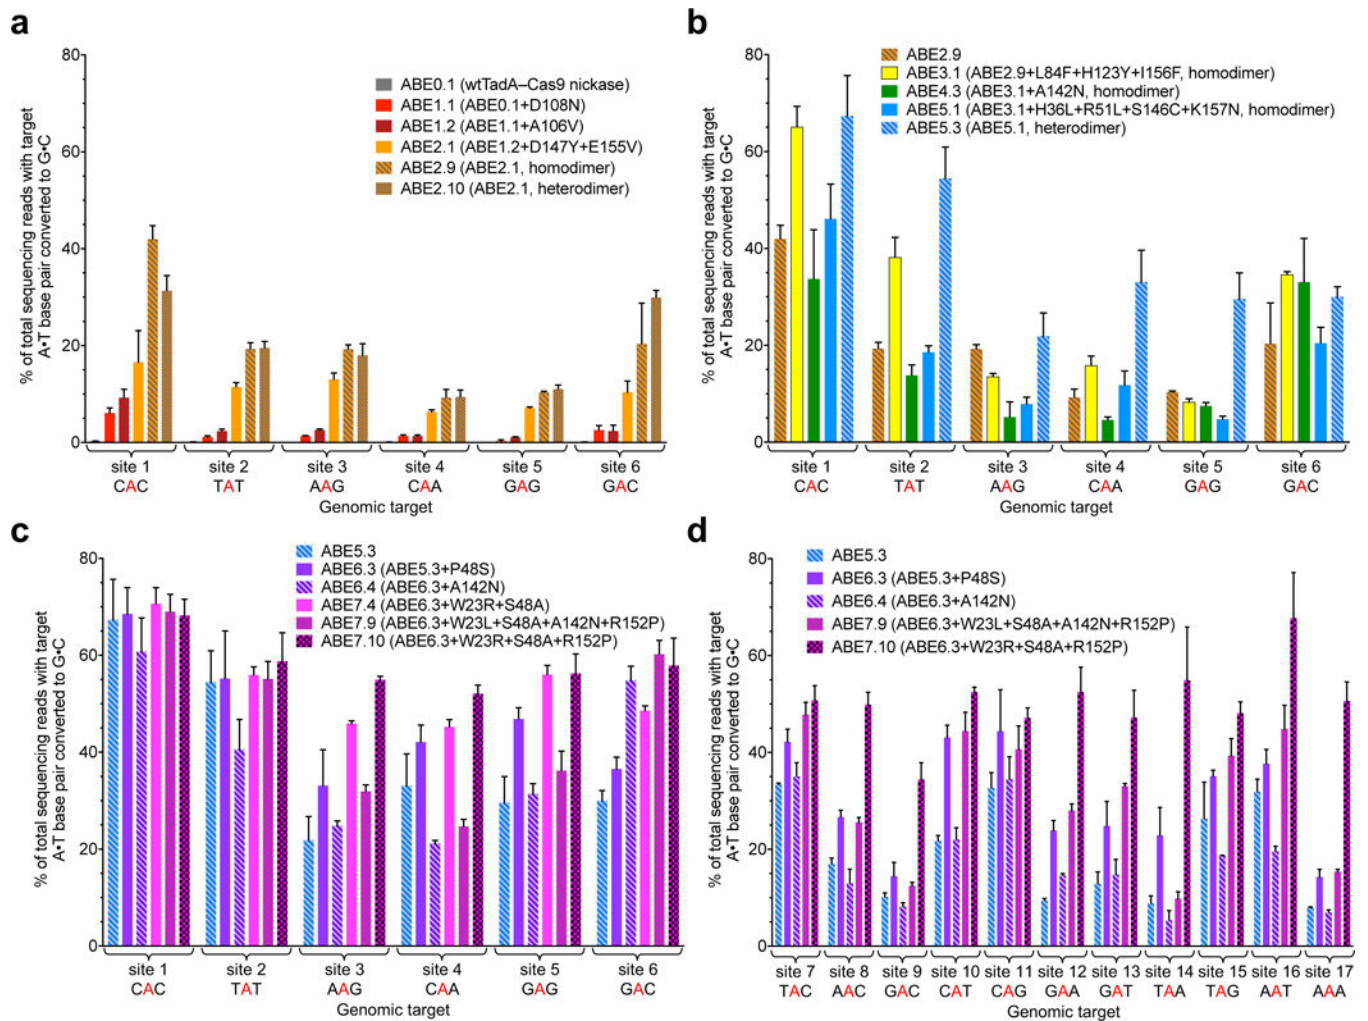 a
% of total sequencing reads with target
A•T base pair converted to G•C
80
60
40
20
0
ABE0.1 (wtTadA–Cas9 nickase)
ABE1.1 (ABE0.1+D108N)
ABE1.2 (ABE1.1+A106V)
ABE2.1 (ABE1.2+D147Y+E155V)
ABE2.9 (ABE2.1, homodimer)
ABE2.10 (ABE2.1, heterodimer)
site 1 site 2 site 3 site 4 site 5 site 6
CAC TAT AAG CAA GAG GAC
Genomic target
b
% of total sequencing reads with target
A•T base pair converted to G•C
80
60
40
20
0
ABE2.9
ABE3.1 (ABE2.9+L84F+H123Y+I156F, homodimer)
ABE4.3 (ABE3.1+A142N, homodimer)
ABE5.1 (ABE3.1+H36L+R51L+S146C+K157N, homodimer)
ABE5.3 (ABE5.1, heterodimer)
site 1 site 2 site 3 site 4 site 5 site 6
CAC TAT AAG CAA GAG GAC
Genomic target
c
% of total sequencing reads with target
A•T base pair converted to G•C
80
60
40
20
0
ABE5.3
ABE6.3 (ABE5.3+P48S)
ABE6.4 (ABE6.3+A142N)
ABE7.4 (ABE6.3+W23R+S48A)
ABE7.9 (ABE6.3+W23L+S48A+A142N+R152P)
ABE7.10 (ABE6.3+W23R+S48A+R152P)
site 1 site 2 site 3 site 4 site 5 site 6
CAC TAT AAG CAA GAG GAC
Genomic target
d
% of total sequencing reads with target
A•T base pair converted to G•C
80
60
40
20
0
ABE5.3
ABE6.3 (ABE5.3+P48S)
ABE6.4 (ABE6.3+A142N)
ABE7.9 (ABE6.3+W23L+S48A+A142N+R152P)
ABE7.10 (ABE6.3+W23R+S48A+R152P)
site 7 site 8 site 9 site 10 site 11 site 12 site 13 site 14 site 15 site 16 site 17
TAC AAC GAC CAT CAG GAA GAT TAA TAG AAT AAA
Genomic target